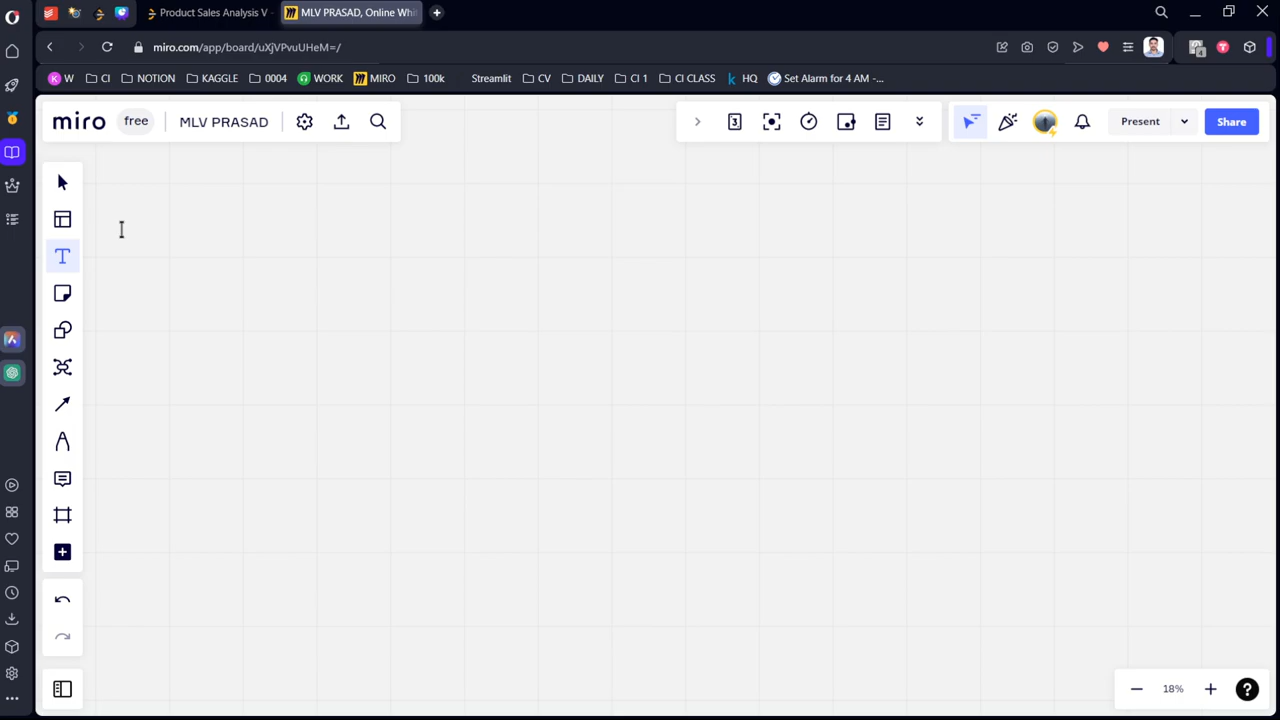 Product Sales Analysis V
MLV PRASAD, Online Whi
miro.com/app/board/uXjVPvuUHeM=/
W
CI
NOTION
KAGGLE
0004
WORK
MIRO
100k
Streamlit
CV
DAILY
CI 1
CI CLASS
HQ
Set Alarm for 4 AM -...
miro
free
MLV PRASAD
3
Present
Share
18%